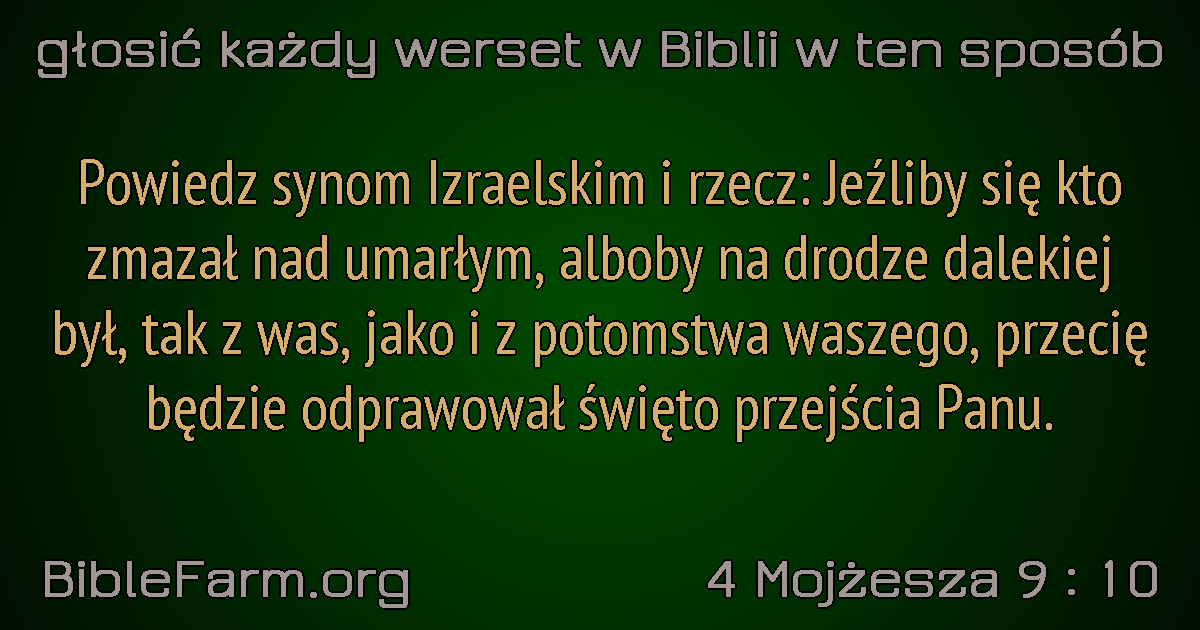 głosić każdy werset w Biblii w ten sposób
Powiedz synom Izraelskim i rzecz: Jeźliby się kto
zmazał nad umarłym, alboby na drodze dalekiej
był, tak z was, jako i z potomstwa waszego, przecię
będzie odprawował święto przejścia Panu.
BibleFarm.org
4 Mojżesza 9 : 10